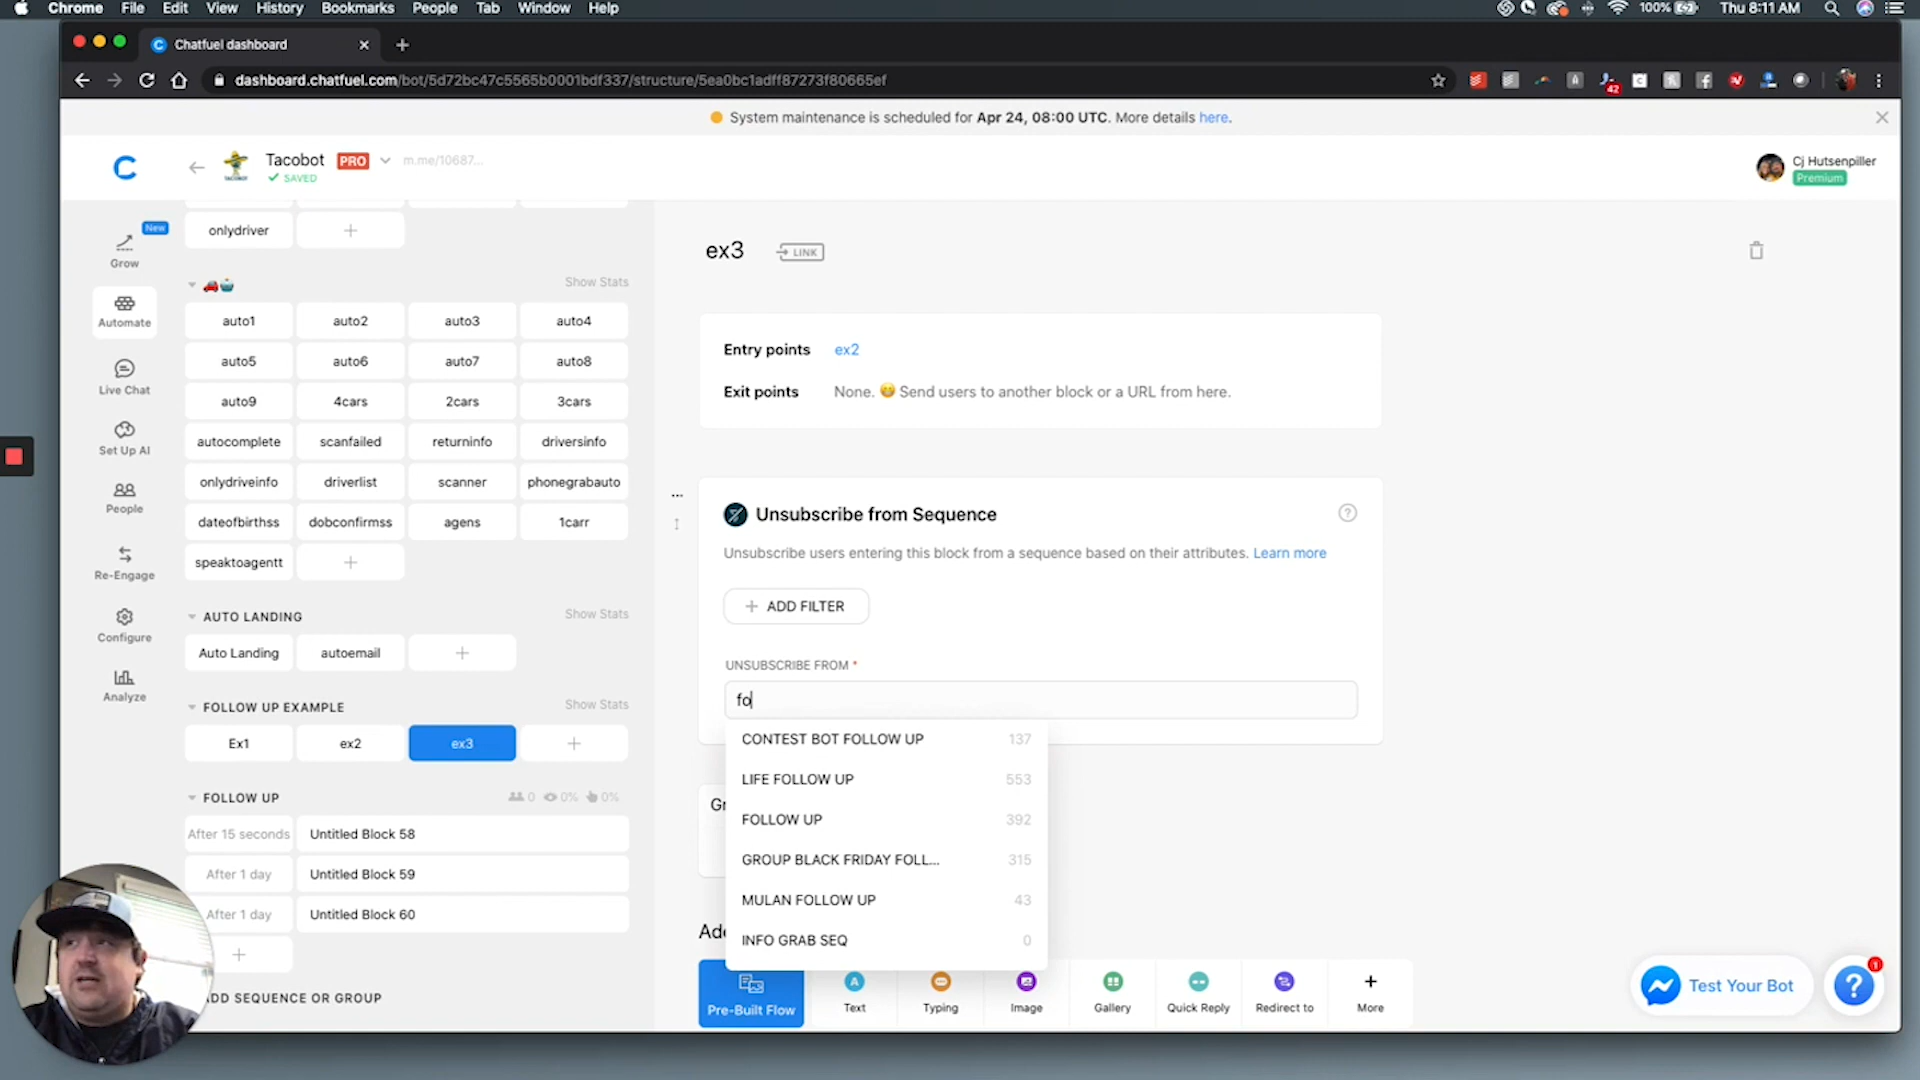 Chrome File Edit View History Bookmarks People Tab Window Help 100% Thu 8:11 AM
Chatfuel dashboard
dashboard.chatfuel.com/bot/5d72bc47c5565b0001bdf337/structure/5ea0bc1adff87273f80665ef
42
System maintenance is scheduled for Apr 24, 08:00 UTC. More details here.
Tacobot PRO m.me/10687...
SAVED
Cj Hutsenpiller
Premium
New
Grow
Automate
Live Chat
Set Up AI
People
Re-Engage
Configure
Analyze
onlydriver
Show Stats
auto1 auto2 auto3 auto4
auto5 auto6 auto7 auto8
auto9 4cars 2cars 3cars
autocomplete scanfailed returninfo driversinfo
onlydriveinfo driverlist scanner phonegrabauto
dateofbirthss dobconfirmss agens 1carr
speaktoagentt
AUTO LANDING Show Stats
Auto Landing autoemail
FOLLOW UP EXAMPLE Show Stats
Ex1 ex2 ex3
FOLLOW UP 0 0% 0%
After 15 seconds Untitled Block 58
After 1 day Untitled Block 59
After 1 day Untitled Block 60
DD SEQUENCE OR GROUP
ex3 LINK
Entry points ex2
Exit points None. 😄 Send users to another block or a URL from here.
Unsubscribe from Sequence
Unsubscribe users entering this block from a sequence based on their attributes. Learn more
+ ADD FILTER
UNSUBSCRIBE FROM *
fo
CONTEST BOT FOLLOW UP 137
LIFE FOLLOW UP 553
FOLLOW UP 392
GROUP BLACK FRIDAY FOLL... 315
MULAN FOLLOW UP 43
INFO GRAB SEQ 0
Gr
Ad
Pre-Built Flow
Text
Typing
Image
Gallery
Quick Reply
Redirect to
More
Test Your Bot
1